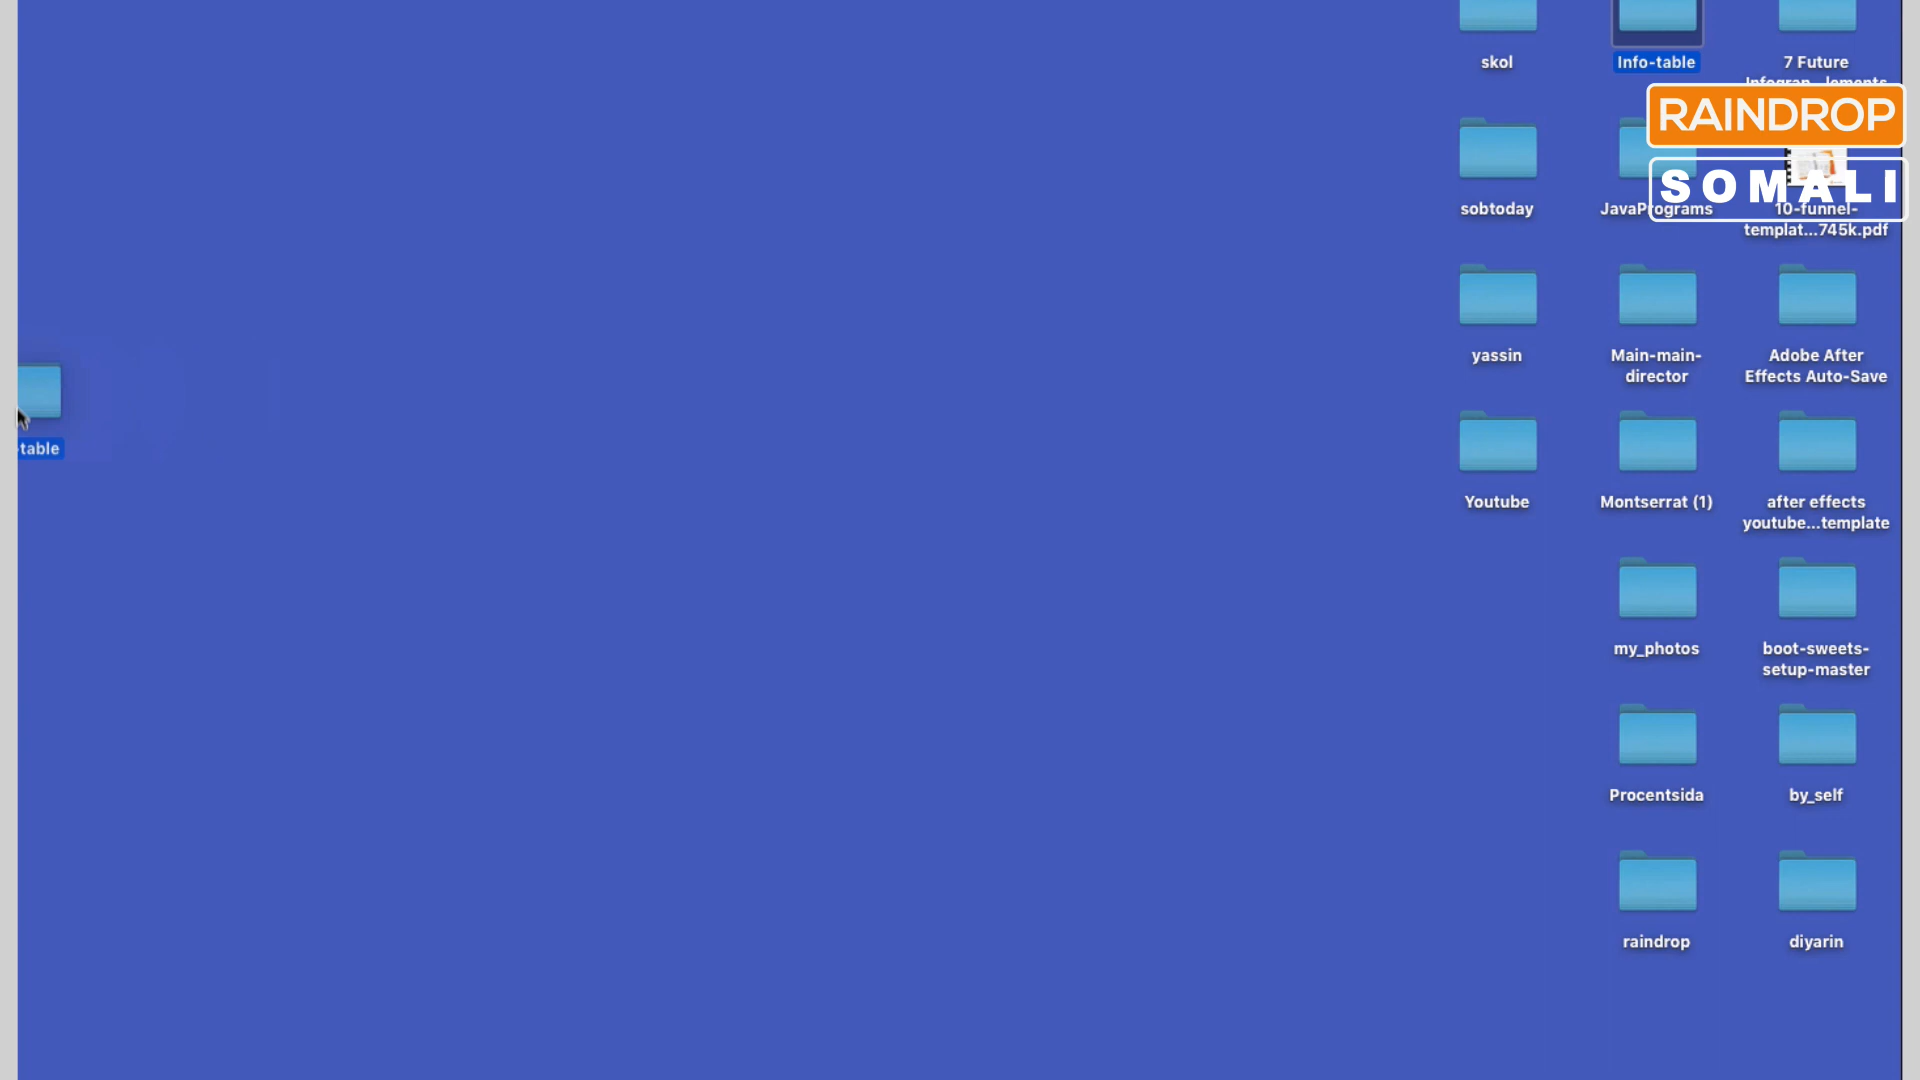 skol
Info-table
7 Future
Infograp...lements
RAINDROP
SOMALI
sobtoday
JavaPrograms
10-funnel-
templat...745k.pdf
yassin
Main-main-
director
Adobe After
Effects Auto-Save
-table
Youtube
Montserrat (1)
after effects
youtube...template
my_photos
boot-sweets-
setup-master
Procentsida
by_self
raindrop
diyarin